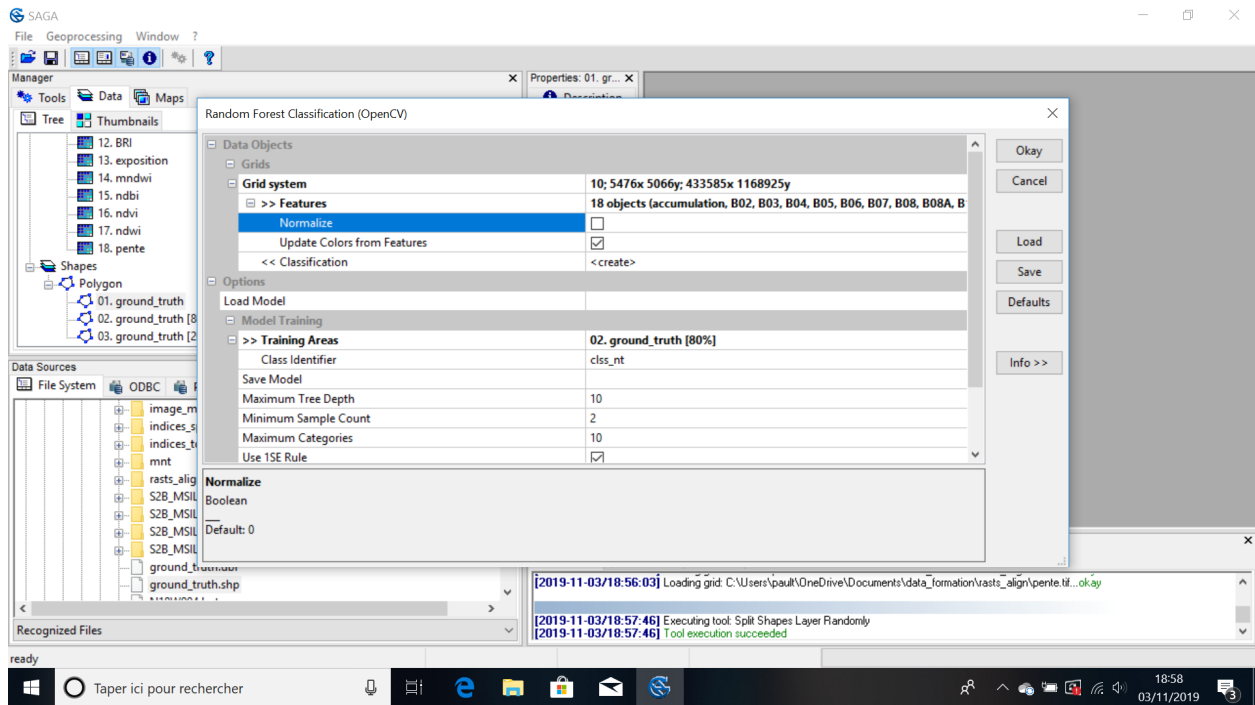 SAGA
File Geoprocessing Window ?
Manager
Tools Data Maps
Tree Thumbnails
12. BRI
13. exposition
14. mndwi
15. ndbi
16. ndvi
17. ndwi
18. pente
Shapes
Polygon
01. ground_truth
02. ground_truth [8
03. ground_truth [2
Data Sources
File System ODBC
image_m
indices_s
indices_t
mnt
rasts_alig
S2B_MSIL
S2B_MSIL
S2B_MSIL
S2B_MSIL
ground_truth.dbf
ground_truth.shp
Recognized Files
ready
Properties: 01. gr...
Description
Random Forest Classification (OpenCV)
Data Objects
Grids
Grid system 10; 5476x 5066y; 433585x 1168925y
>> Features 18 objects (accumulation, B02, B03, B04, B05, B06, B07, B08, B08A, B
Normalize
Update Colors from Features
<< Classification <create>
Options
Load Model
Model Training
>> Training Areas 02. ground_truth [80%]
Class Identifier clss_nt
Save Model
Maximum Tree Depth 10
Minimum Sample Count 2
Maximum Categories 10
Use 1SE Rule
Okay
Cancel
Load
Save
Defaults
Info >>
Normalize
Boolean
__
Default: 0
[2019-11-03/18:56:03] Loading grid: C:\Users\pault\OneDrive\Documents\data_formation\rasts_align\pente.tif...okay
[2019-11-03/18:57:46] Executing tool: Split Shapes Layer Randomly
[2019-11-03/18:57:46] Tool execution succeeded
Taper ici pour rechercher
18:58
03/11/2019
3